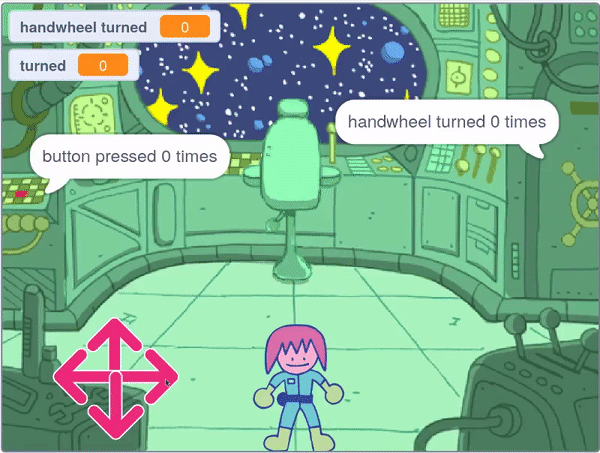 handwheel turned 0
turned 0
handwheel turned 0 times
button pressed 0 times